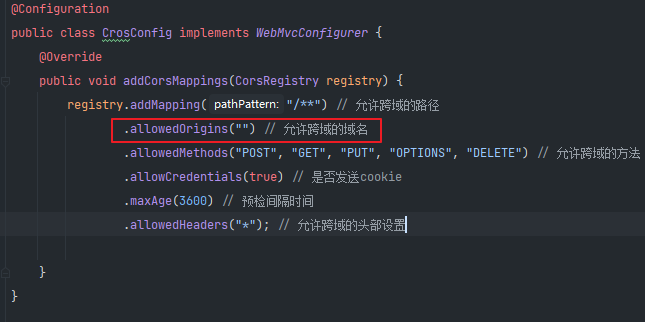 @Configuration
public class CrosConfig implements WebMvcConfigurer {
@Override
public void addCorsMappings(CorsRegistry registry) {
registry.addMapping( pathPattern: "/**") // 允许跨域的路径
.allowedOrigins("") // 允许跨域的域名
.allowedMethods("POST", "GET", "PUT", "OPTIONS", "DELETE") // 允许跨域的方法
.allowCredentials(true) // 是否发送cookie
.maxAge(3600) // 预检间隔时间
.allowedHeaders("*"); // 允许跨域的头部设置
}
}